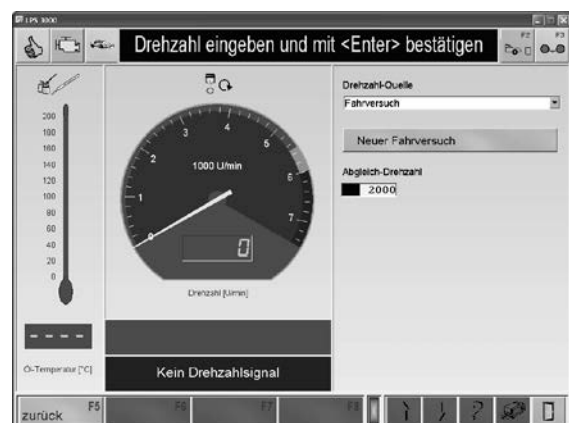 LPS 3000
Drehzahl eingeben und mit <Enter> bestätigen
F2
F3
Drehzahl-Quelle
Fahrversuch
Neuer Fahrversuch
Abgleich-Drehzahl
2000
200
180
160
140
120
100
80
60
40
20
0
- - - -
Öl-Temperatur [°C]
0
1
2
3
4
5
6
7
1000 U/min
0
Drehzahl [U/min]
Kein Drehzahlsignal
zurück F5
F6
F7
F8